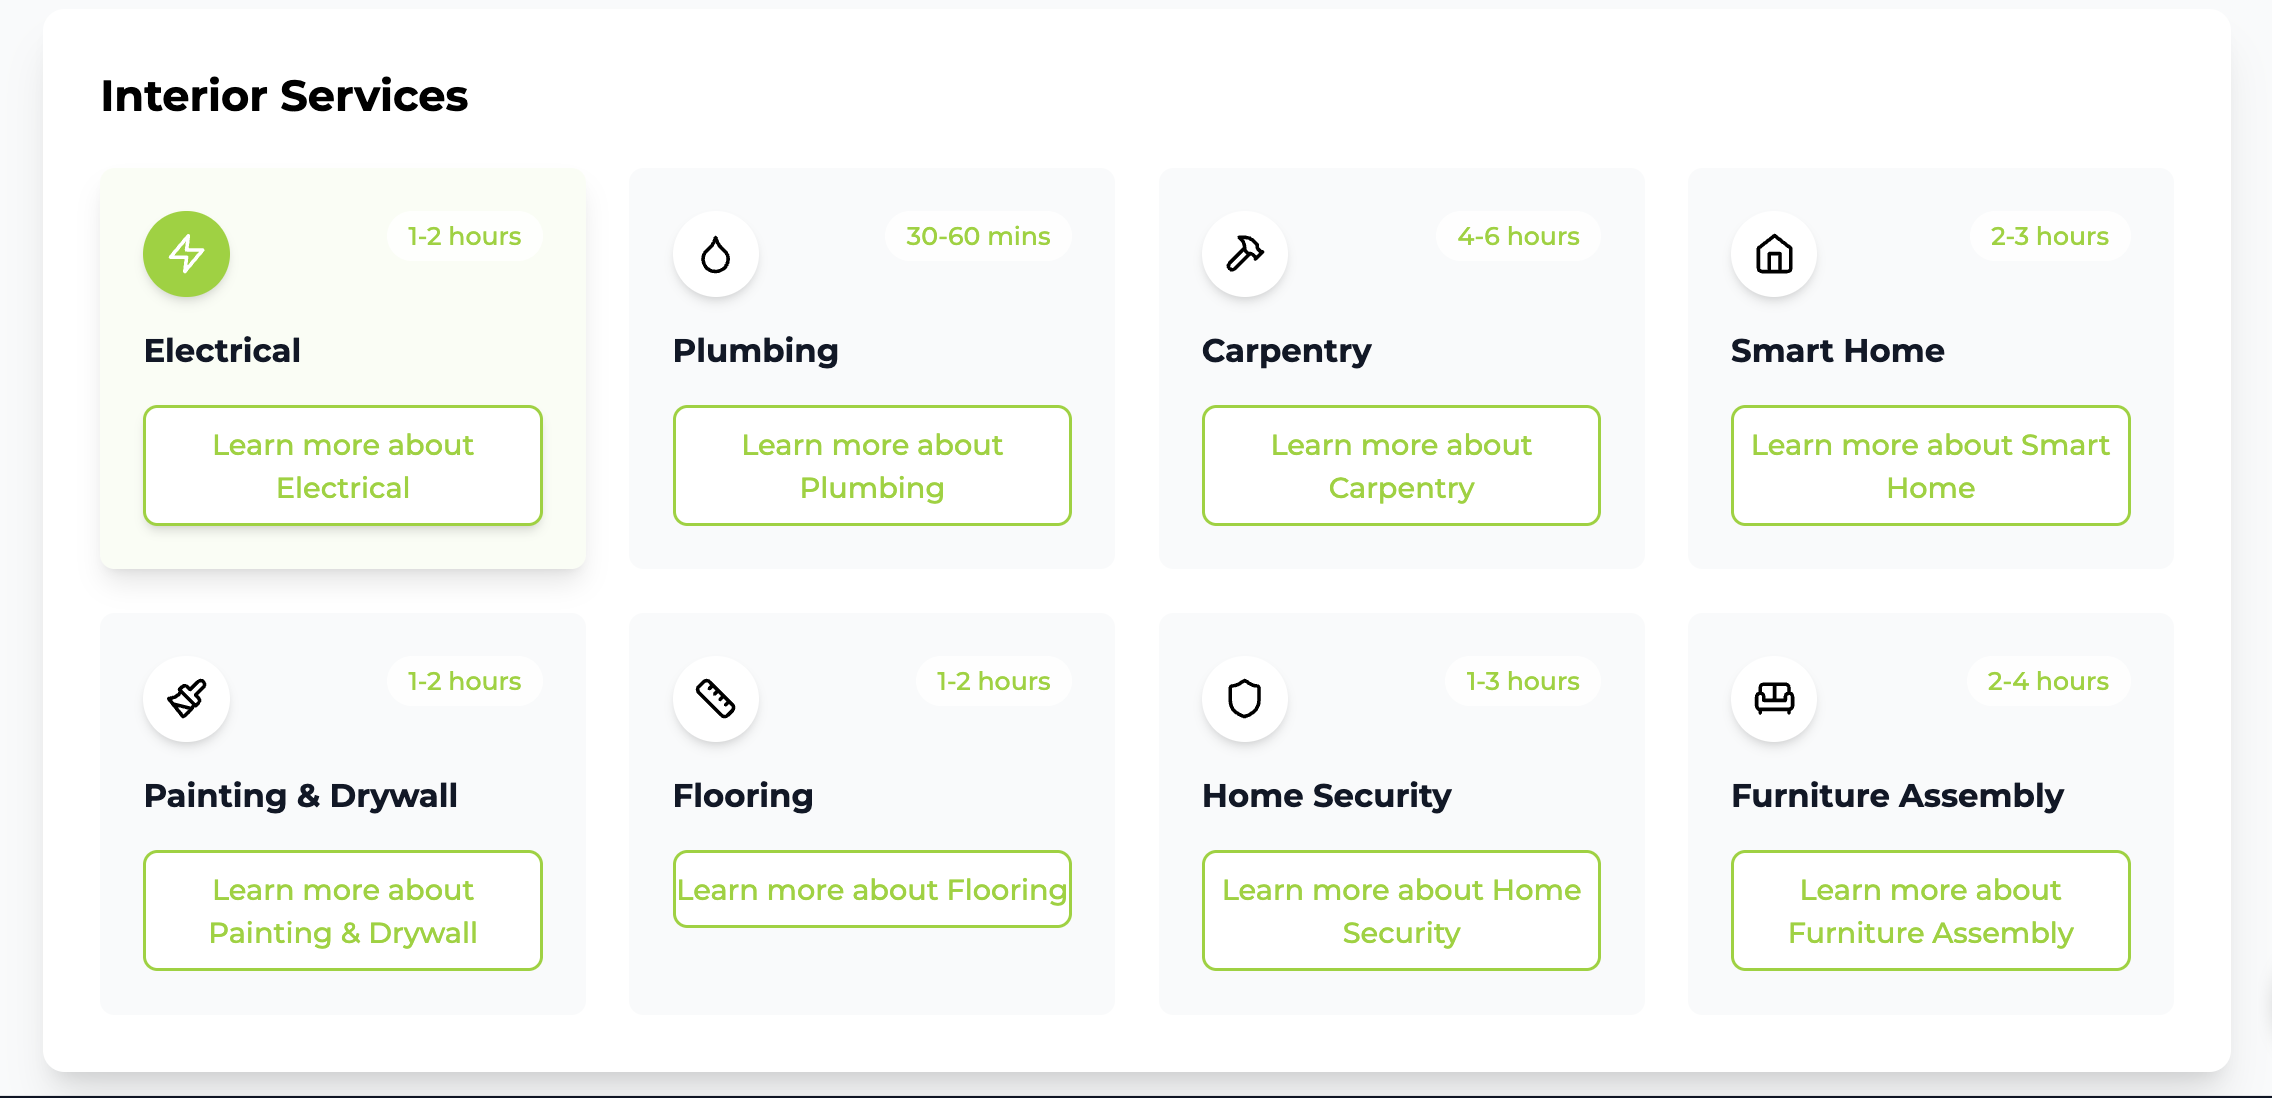 Interior Services
1-2 hours
Electrical
Learn more about
Electrical
30-60 mins
Plumbing
Learn more about
Plumbing
4-6 hours
Carpentry
Learn more about
Carpentry
2-3 hours
Smart Home
Learn more about Smart
Home
1-2 hours
Painting & Drywall
Learn more about
Painting & Drywall
1-2 hours
Flooring
Learn more about Flooring
1-3 hours
Home Security
Learn more about Home
Security
2-4 hours
Furniture Assembly
Learn more about
Furniture Assembly